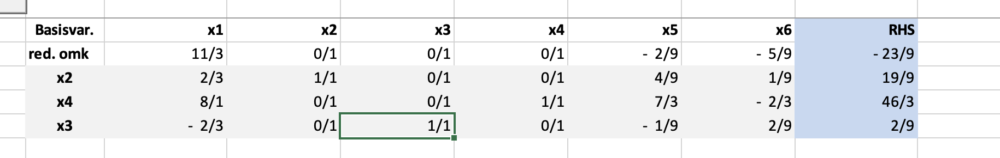 Basisvar. x1 x2 x3 x4 x5 x6 RHS
red. omk 11/3 0/1 0/1 0/1 - 2/9 - 5/9 - 23/9
x2 2/3 1/1 0/1 0/1 4/9 1/9 19/9
x4 8/1 0/1 0/1 1/1 7/3 - 2/3 46/3
x3 - 2/3 0/1 1/1 0/1 - 1/9 2/9 2/9